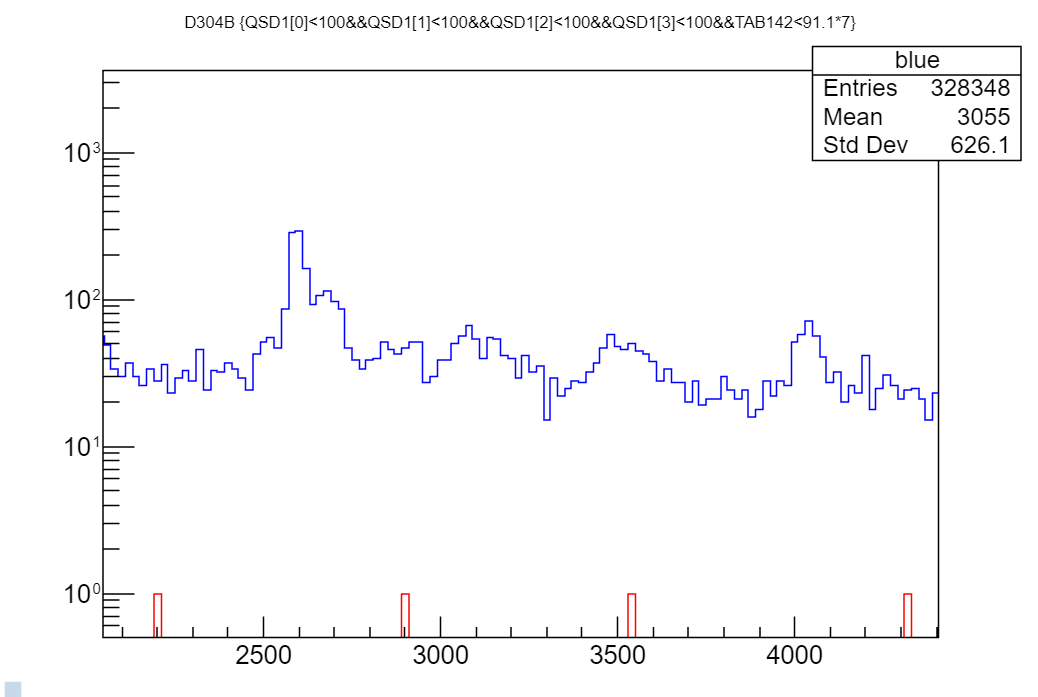 D304B {QSD1[0]<100&&QSD1[1]<100&&QSD1[2]<100&&QSD1[3]<100&&TAB142<91.1*7}
blue
Entries 328348
Mean 3055
Std Dev 626.1
10³
10²
10¹
10⁰
2500 3000 3500 4000